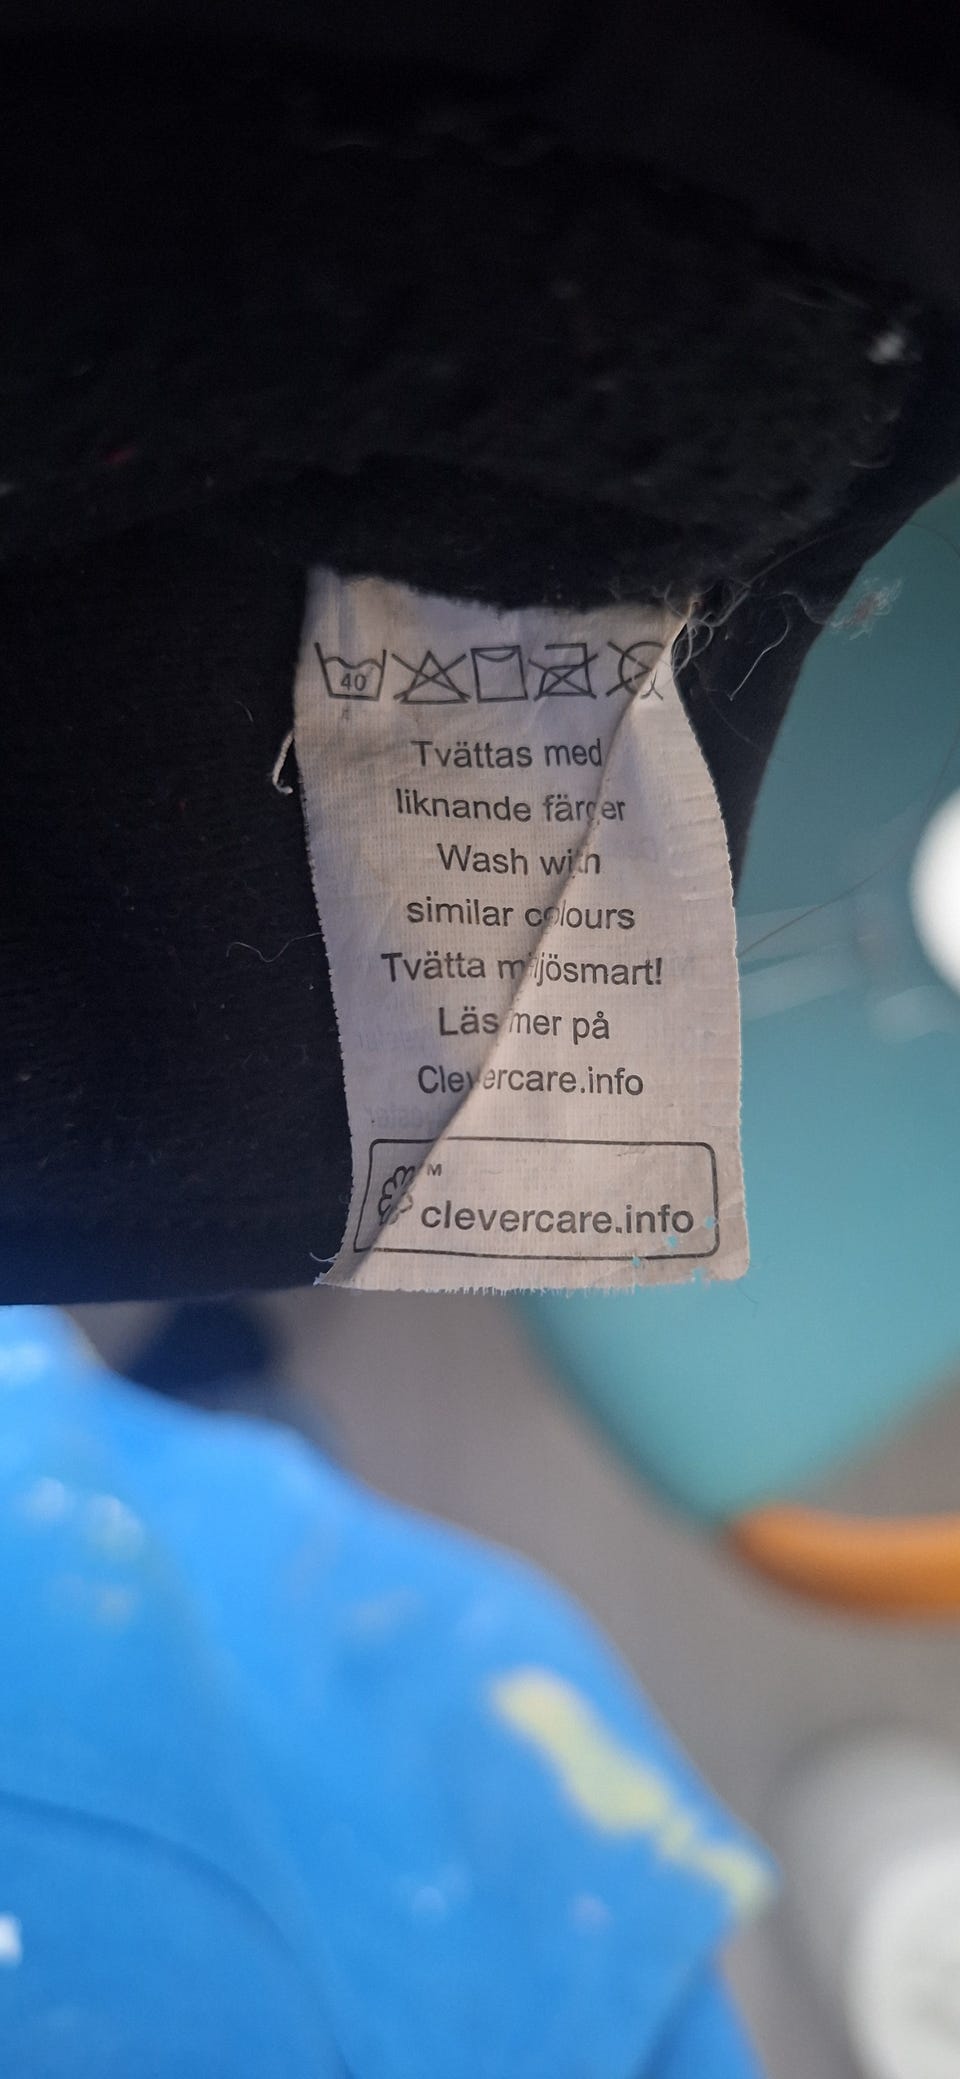 40
Tvättas med
liknande färger
Wash with
similar colours
Tvätta miljösmart!
Läs mer på
Clevercare.info
M
clevercare.info